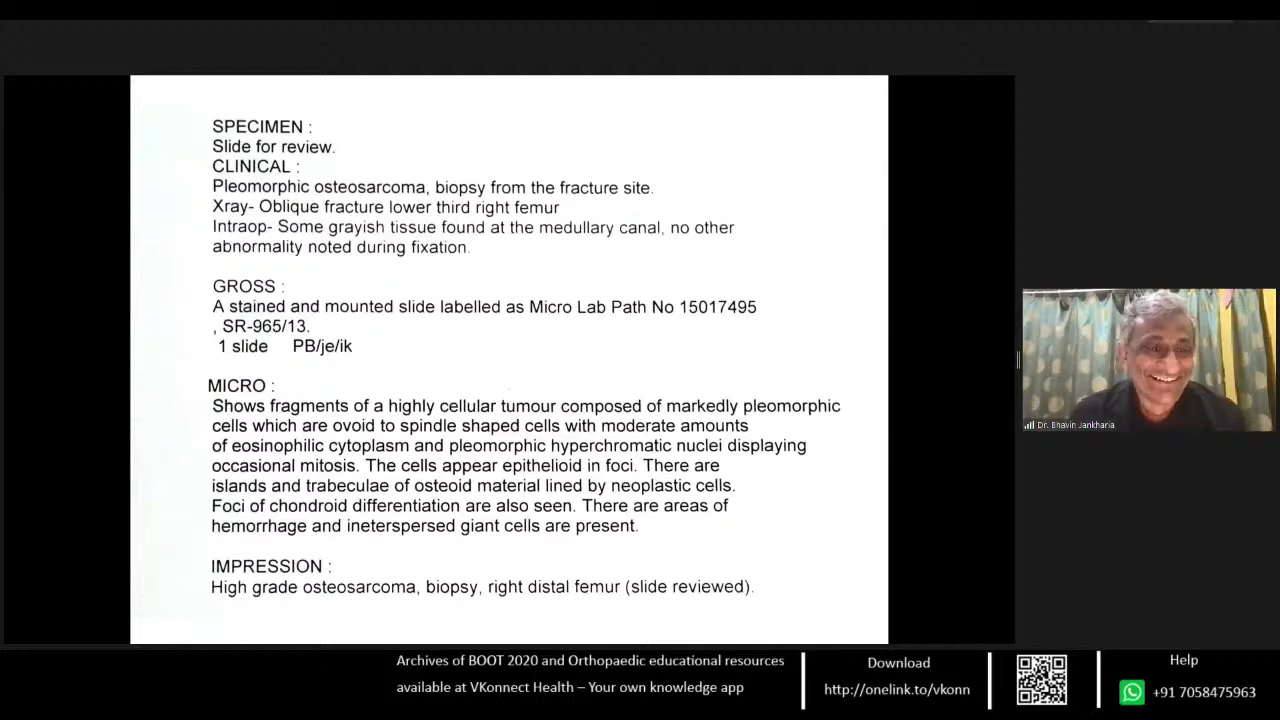 SPECIMEN :
Slide for review.
CLINICAL :
Pleomorphic osteosarcoma, biopsy from the fracture site.
Xray- Oblique fracture lower third right femur
Intraop- Some grayish tissue found at the medullary canal, no other
abnormality noted during fixation.
GROSS :
A stained and mounted slide labelled as Micro Lab Path No 15017495
, SR-965/13.
1 slide PB/je/ik
MICRO :
Shows fragments of a highly cellular tumour composed of markedly pleomorphic
cells which are ovoid to spindle shaped cells with moderate amounts
of eosinophilic cytoplasm and pleomorphic hyperchromatic nuclei displaying
occasional mitosis. The cells appear epithelioid in foci. There are
islands and trabeculae of osteoid material lined by neoplastic cells.
Foci of chondroid differentiation are also seen. There are areas of
hemorrhage and ineterspersed giant cells are present.
IMPRESSION :
High grade osteosarcoma, biopsy, right distal femur (slide reviewed).
Dr. Bhavin Jankharia
Archives of BOOT 2020 and Orthopaedic educational resources
available at VKonnect Health – Your own knowledge app
Download
http://onelink.to/vkonn
Help
+91 7058475963